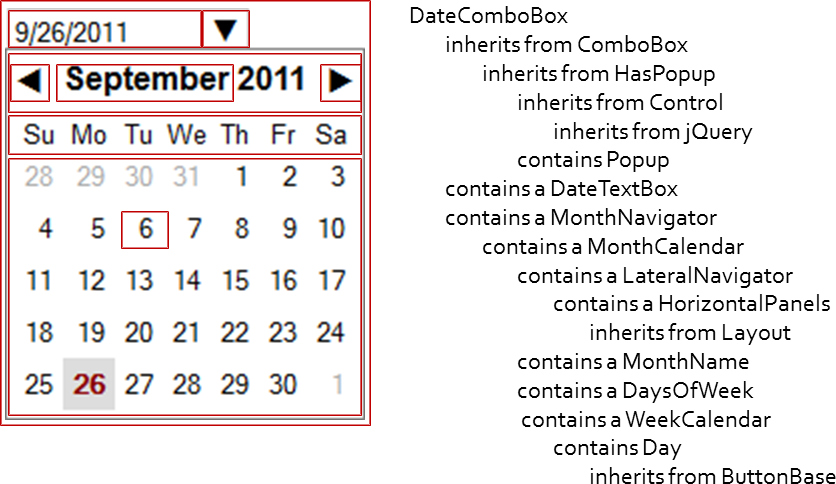 9/26/2011 ▼
◀ September 2011 ▶
Su Mo Tu We Th Fr Sa
28 29 30 31 1 2 3
4 5 6 7 8 9 10
11 12 13 14 15 16 17
18 19 20 21 22 23 24
25 26 27 28 29 30 1
DateComboBox
inherits from ComboBox
inherits from HasPopup
inherits from Control
inherits from jQuery
contains Popup
contains a DateTextBox
contains a MonthNavigator
contains a MonthCalendar
contains a LateralNavigator
contains a HorizontalPanels
inherits from Layout
contains a MonthName
contains a DaysOfWeek
contains a WeekCalendar
contains Day
inherits from ButtonBase